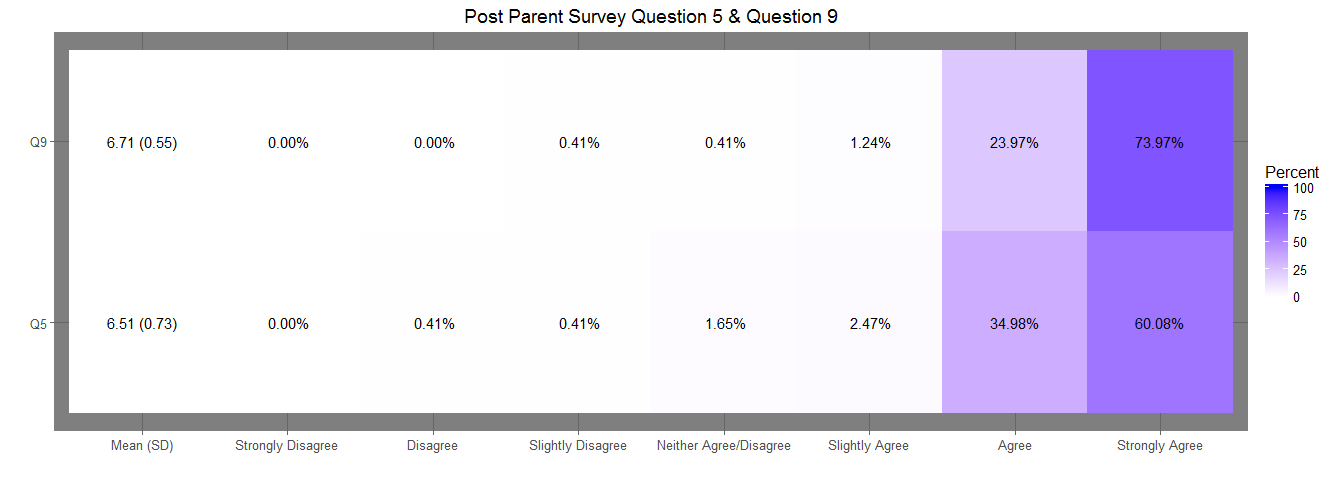 Post Parent Survey Question 5 & Question 9
Q9 6.71 (0.55) 0.00% 0.00% 0.41% 0.41% 1.24% 23.97% 73.97%
Q5 6.51 (0.73) 0.00% 0.41% 0.41% 1.65% 2.47% 34.98% 60.08%
Mean (SD) Strongly Disagree Disagree Slightly Disagree Neither Agree/Disagree Slightly Agree Agree Strongly Agree
Percent
100
75
50
25
0